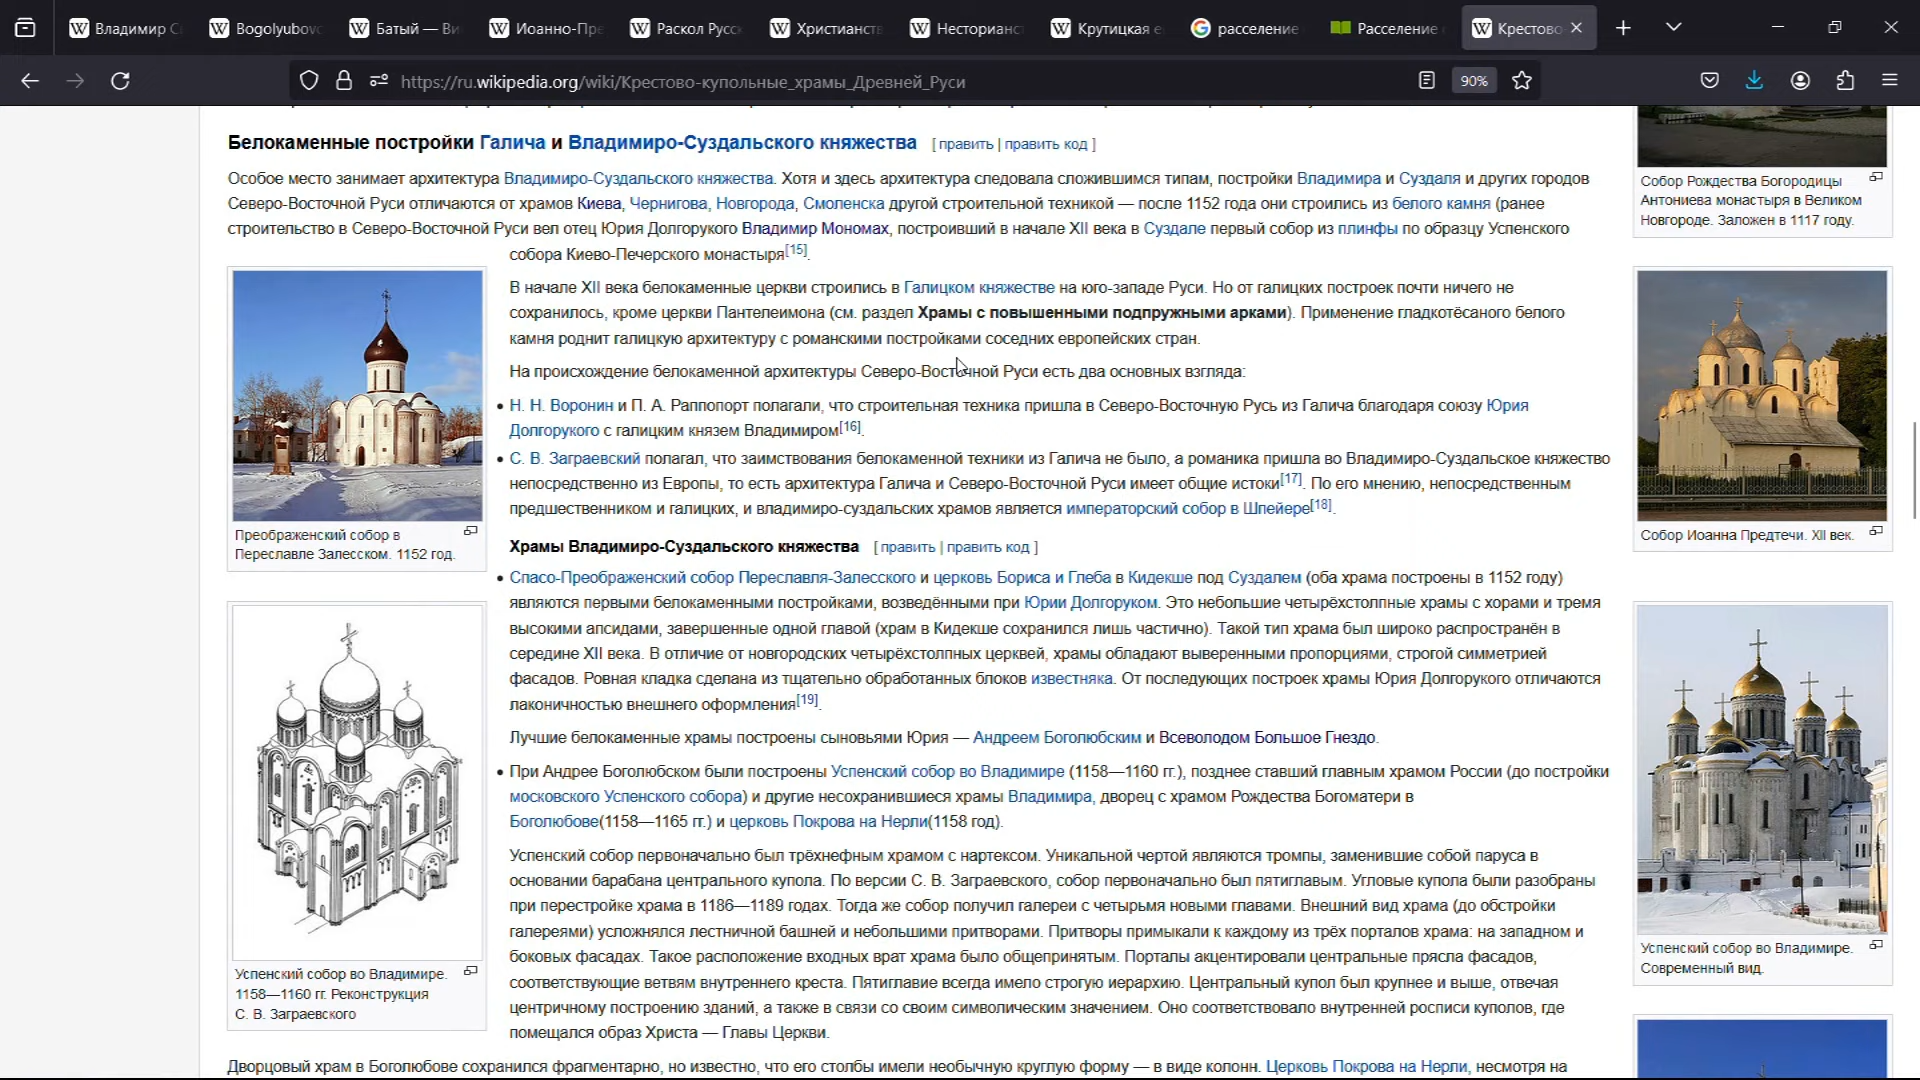 Владимир С
Bogolyubovo
Батый — Ви
Иоанно-Пре
Раскол Русск
Христианств
Несторианст
Крутицкая е
расселение
Расселение
Крестово
https://ru.wikipedia.org/wiki/Крестово-купольные_храмы_Древней_Руси
90%
Белокаменные постройки Галича и Владимиро-Суздальского княжества [ править | править код ]
Особое место занимает архитектура Владимиро-Суздальского княжества. Хотя и здесь архитектура следовала сложившимся типам, постройки Владимира и Суздаля и других городов
Северо-Восточной Руси отличаются от храмов Киева, Чернигова, Новгорода, Смоленска другой строительной техникой — после 1152 года они строились из белого камня (ранее
строительство в Северо-Восточной Руси вел отец Юрия Долгорукого Владимир Мономах, построивший в начале XII века в Суздале первый собор из плинфы по образцу Успенского
собора Киево-Печерского монастыря[15].
В начале XII века белокаменные церкви строились в Галицком княжестве на юго-западе Руси. Но от галицких построек почти ничего не
сохранилось, кроме церкви Пантелеимона (см. раздел Храмы с повышенными подпружными арками). Применение гладкотёсаного белого
камня роднит галицкую архитектуру с романскими постройками соседних европейских стран.
На происхождение белокаменной архитектуры Северо-Восточной Руси есть два основных взгляда:
• Н. Н. Воронин и П. А. Раппопорт полагали, что строительная техника пришла в Северо-Восточную Русь из Галича благодаря союзу Юрия
Долгорукого с галицким князем Владимиром[16].
• С. В. Заграевский полагал, что заимствования белокаменной техники из Галича не было, а романика пришла во Владимиро-Суздальское княжество
непосредственно из Европы, то есть архитектура Галича и Северо-Восточной Руси имеет общие истоки[17]. По его мнению, непосредственным
предшественником и галицких, и владимиро-суздальских храмов является императорский собор в Шпейере[18].
Храмы Владимиро-Суздальского княжества [ править | править код ]
• Спасо-Преображенский собор Переславля-Залесского и церковь Бориса и Глеба в Кидекше под Суздалем (оба храма построены в 1152 году)
являются первыми белокаменными постройками, возведёнными при Юрии Долгоруком. Это небольшие четырёхстолпные храмы с хорами и тремя
высокими апсидами, завершенные одной главой (храм в Кидекше сохранился лишь частично). Такой тип храма был широко распространён в
середине XII века. В отличие от новгородских четырёхстолпных церквей, храмы обладают выверенными пропорциями, строгой симметрией
фасадов. Ровная кладка сделана из тщательно обработанных блоков известняка. От последующих построек храмы Юрия Долгорукого отличаются
лаконичностью внешнего оформления[19].
Лучшие белокаменные храмы построены сыновьями Юрия — Андреем Боголюбским и Всеволодом Большое Гнездо.
• При Андрее Боголюбском были построены Успенский собор во Владимире (1158—1160 гг.), позднее ставший главным храмом России (до постройки
московского Успенского собора) и другие несохранившиеся храмы Владимира, дворец с храмом Рождества Богоматери в
Боголюбове(1158—1165 гг.) и церковь Покрова на Нерли(1158 год).
Успенский собор первоначально был трёхнефным храмом с нартексом. Уникальной чертой являются тромпы, заменившие собой паруса в
основании барабана центрального купола. По версии С. В. Заграевского, собор первоначально был пятиглавым. Угловые купола были разобраны
при перестройке храма в 1186—1189 годах. Тогда же собор получил галереи с четырьмя новыми главами. Внешний вид храма (до обстройки
галереями) усложнялся лестничной башней и небольшими притворами. Притворы примыкали к каждому из трёх порталов храма: на западном и
боковых фасадах. Такое расположение входных врат храма было общепринятым. Порталы акцентировали центральные прясла фасадов,
соответствующие ветвям внутреннего креста. Пятиглавие всегда имело строгую иерархию. Центральный купол был крупнее и выше, отвечая
центричному построению зданий, а также в связи со своим символическим значением. Оно соответствовало внутренней росписи куполов, где
помещался образ Христа — Главы Церкви.
Дворцовый храм в Боголюбове сохранился фрагментарно, но известно, что его столбы имели необычную круглую форму — в виде колонн. Церковь Покрова на Нерли, несмотря на
Преображенский собор в
Переславле Залесском. 1152 год.
Успенский собор во Владимире.
1158—1160 гг. Реконструкция
С. В. Заграевского
Собор Рождества Богородицы
Антониева монастыря в Великом
Новгороде. Заложен в 1117 году.
Собор Иоанна Предтечи. XII век.
Успенский собор во Владимире.
Современный вид.